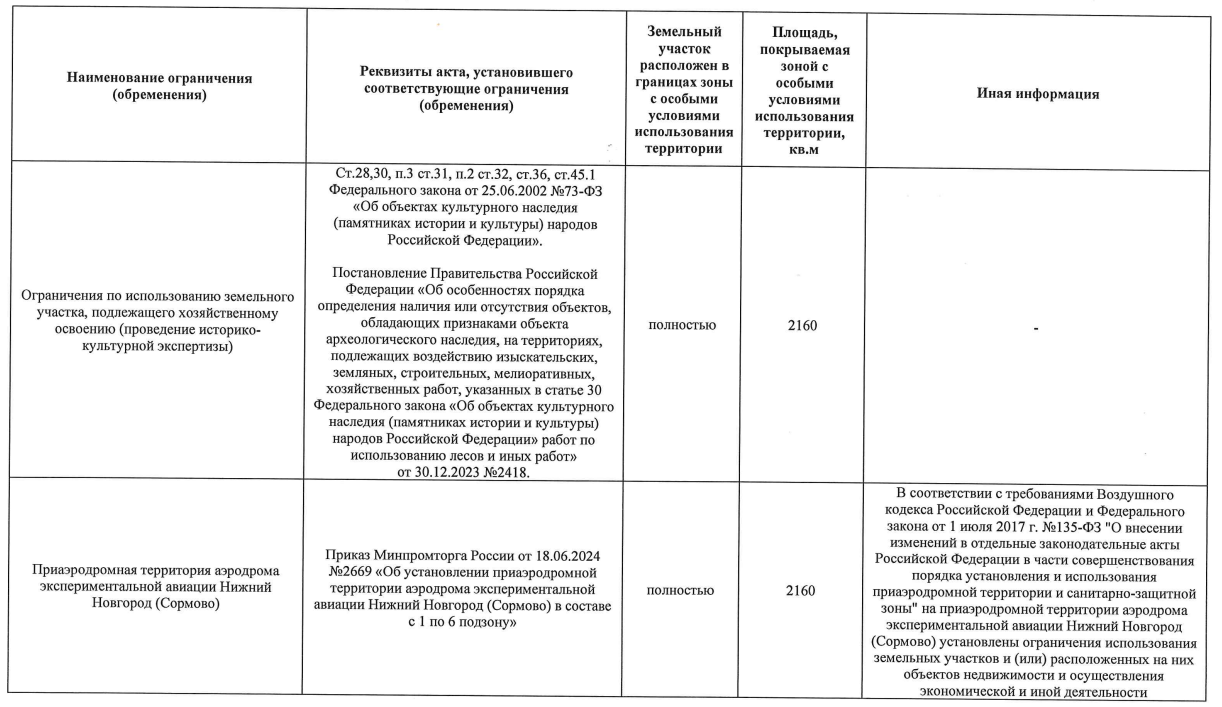 Наименование ограничения
(обременения)
Реквизиты акта, установившего
соответствующие ограничения
(обременения)
Земельный
участок
расположен в
границах зоны
с особыми
условиями
использования
территории
Площадь,
покрываемая
зоной с
особыми
условиями
использования
территории,
кв.м
Иная информация
Ограничения по использованию земельного
участка, подлежащего хозяйственному
освоению (проведение историко-
культурной экспертизы)
Ст.28,30, п.3 ст.31, п.2 ст.32, ст.36, ст.45.1
Федерального закона от 25.06.2002 №73-ФЗ
«Об объектах культурного наследия
(памятниках истории и культуры) народов
Российской Федерации».
Постановление Правительства Российской
Федерации «Об особенностях порядка
определения наличия или отсутствия объектов,
обладающих признаками объекта
археологического наследия, на территориях,
подлежащих воздействию изыскательских,
земляных, строительных, мелиоративных,
хозяйственных работ, указанных в статье 30
Федерального закона «Об объектах культурного
наследия (памятниках истории и культуры)
народов Российской Федерации» работ по
использованию лесов и иных работ»
от 30.12.2023 №2418.
полностью
2160
-
Приаэродромная территория аэродрома
экспериментальной авиации Нижний
Новгород (Сормово)
Приказ Минпромторга России от 18.06.2024
№2669 «Об установлении приаэродромной
территории аэродрома экспериментальной
авиации Нижний Новгород (Сормово) в составе
с 1 по 6 подзону»
полностью
2160
В соответствии с требованиями Воздушного
кодекса Российской Федерации и Федерального
закона от 1 июля 2017 г. №135-ФЗ "О внесении
изменений в отдельные законодательные акты
Российской Федерации в части совершенствования
порядка установления и использования
приаэродромной территории и санитарно-защитной
зоны" на приаэродромной территории аэродрома
экспериментальной авиации Нижний Новгород
(Сормово) установлены ограничения использования
земельных участков и (или) расположенных на них
объектов недвижимости и осуществления
экономической и иной деятельности